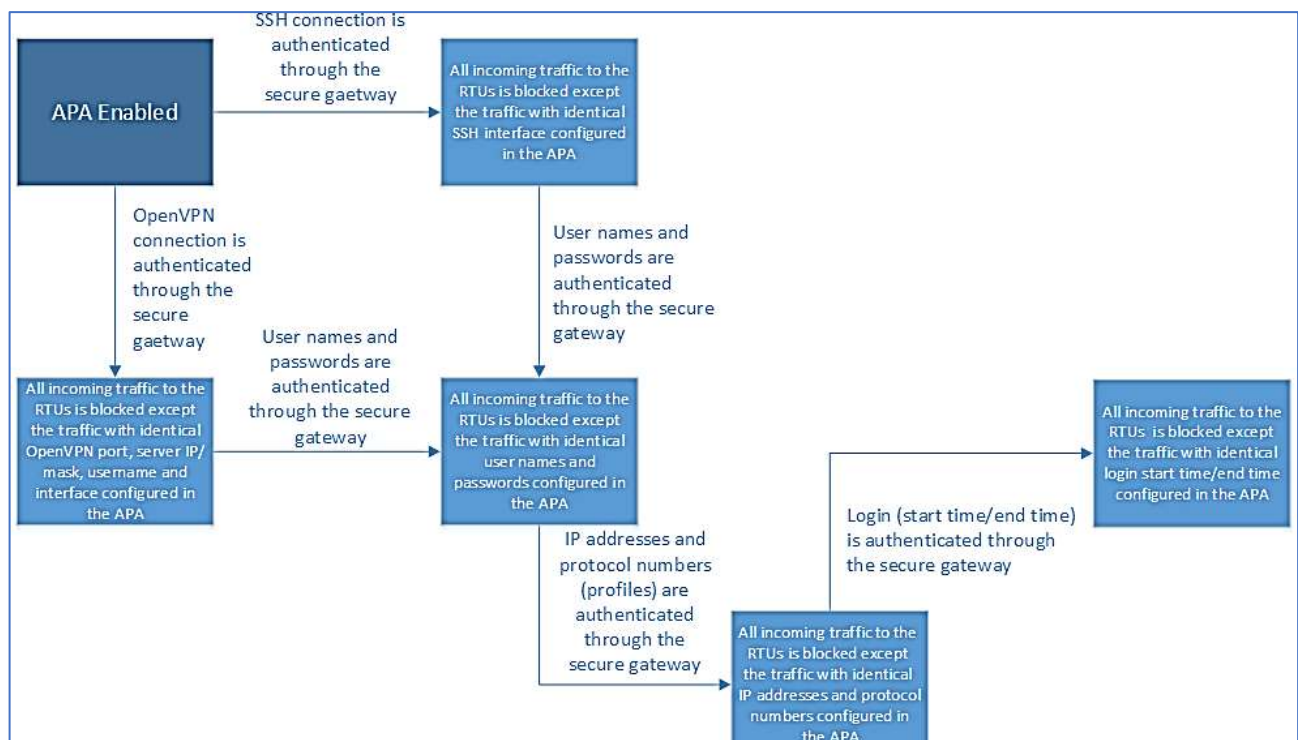 SSH connection is
authenticated
through the
secure gaetway
APA Enabled
All incoming traffic to the
RTUs is blocked except
the traffic with identical
SSH interface configured
in the APA
OpenVPN
connection is
authenticated
through the
secure
gaetway
User names and
passwords are
authenticated
through the secure
gateway
User names and
passwords are
authenticated
through the secure
gateway
All incoming traffic to the
RTUs is blocked except
the traffic with identical
OpenVPN port, server IP/
mask, username and
interface configured in
the APA
All incoming traffic to the
RTUs is blocked except
the traffic with identical
user names and
passwords configured in
the APA
All incoming traffic to the
RTUs is blocked except
the traffic with identical
login start time/end time
configured in the APA
IP addresses and
protocol numbers
(profiles) are
authenticated
through the
secure gateway
Login (start time/end time)
is authenticated through
the secure gateway
All incoming traffic to the
RTUs is blocked except
the traffic with identical
IP addresses and protocol
numbers configured in
the APA.